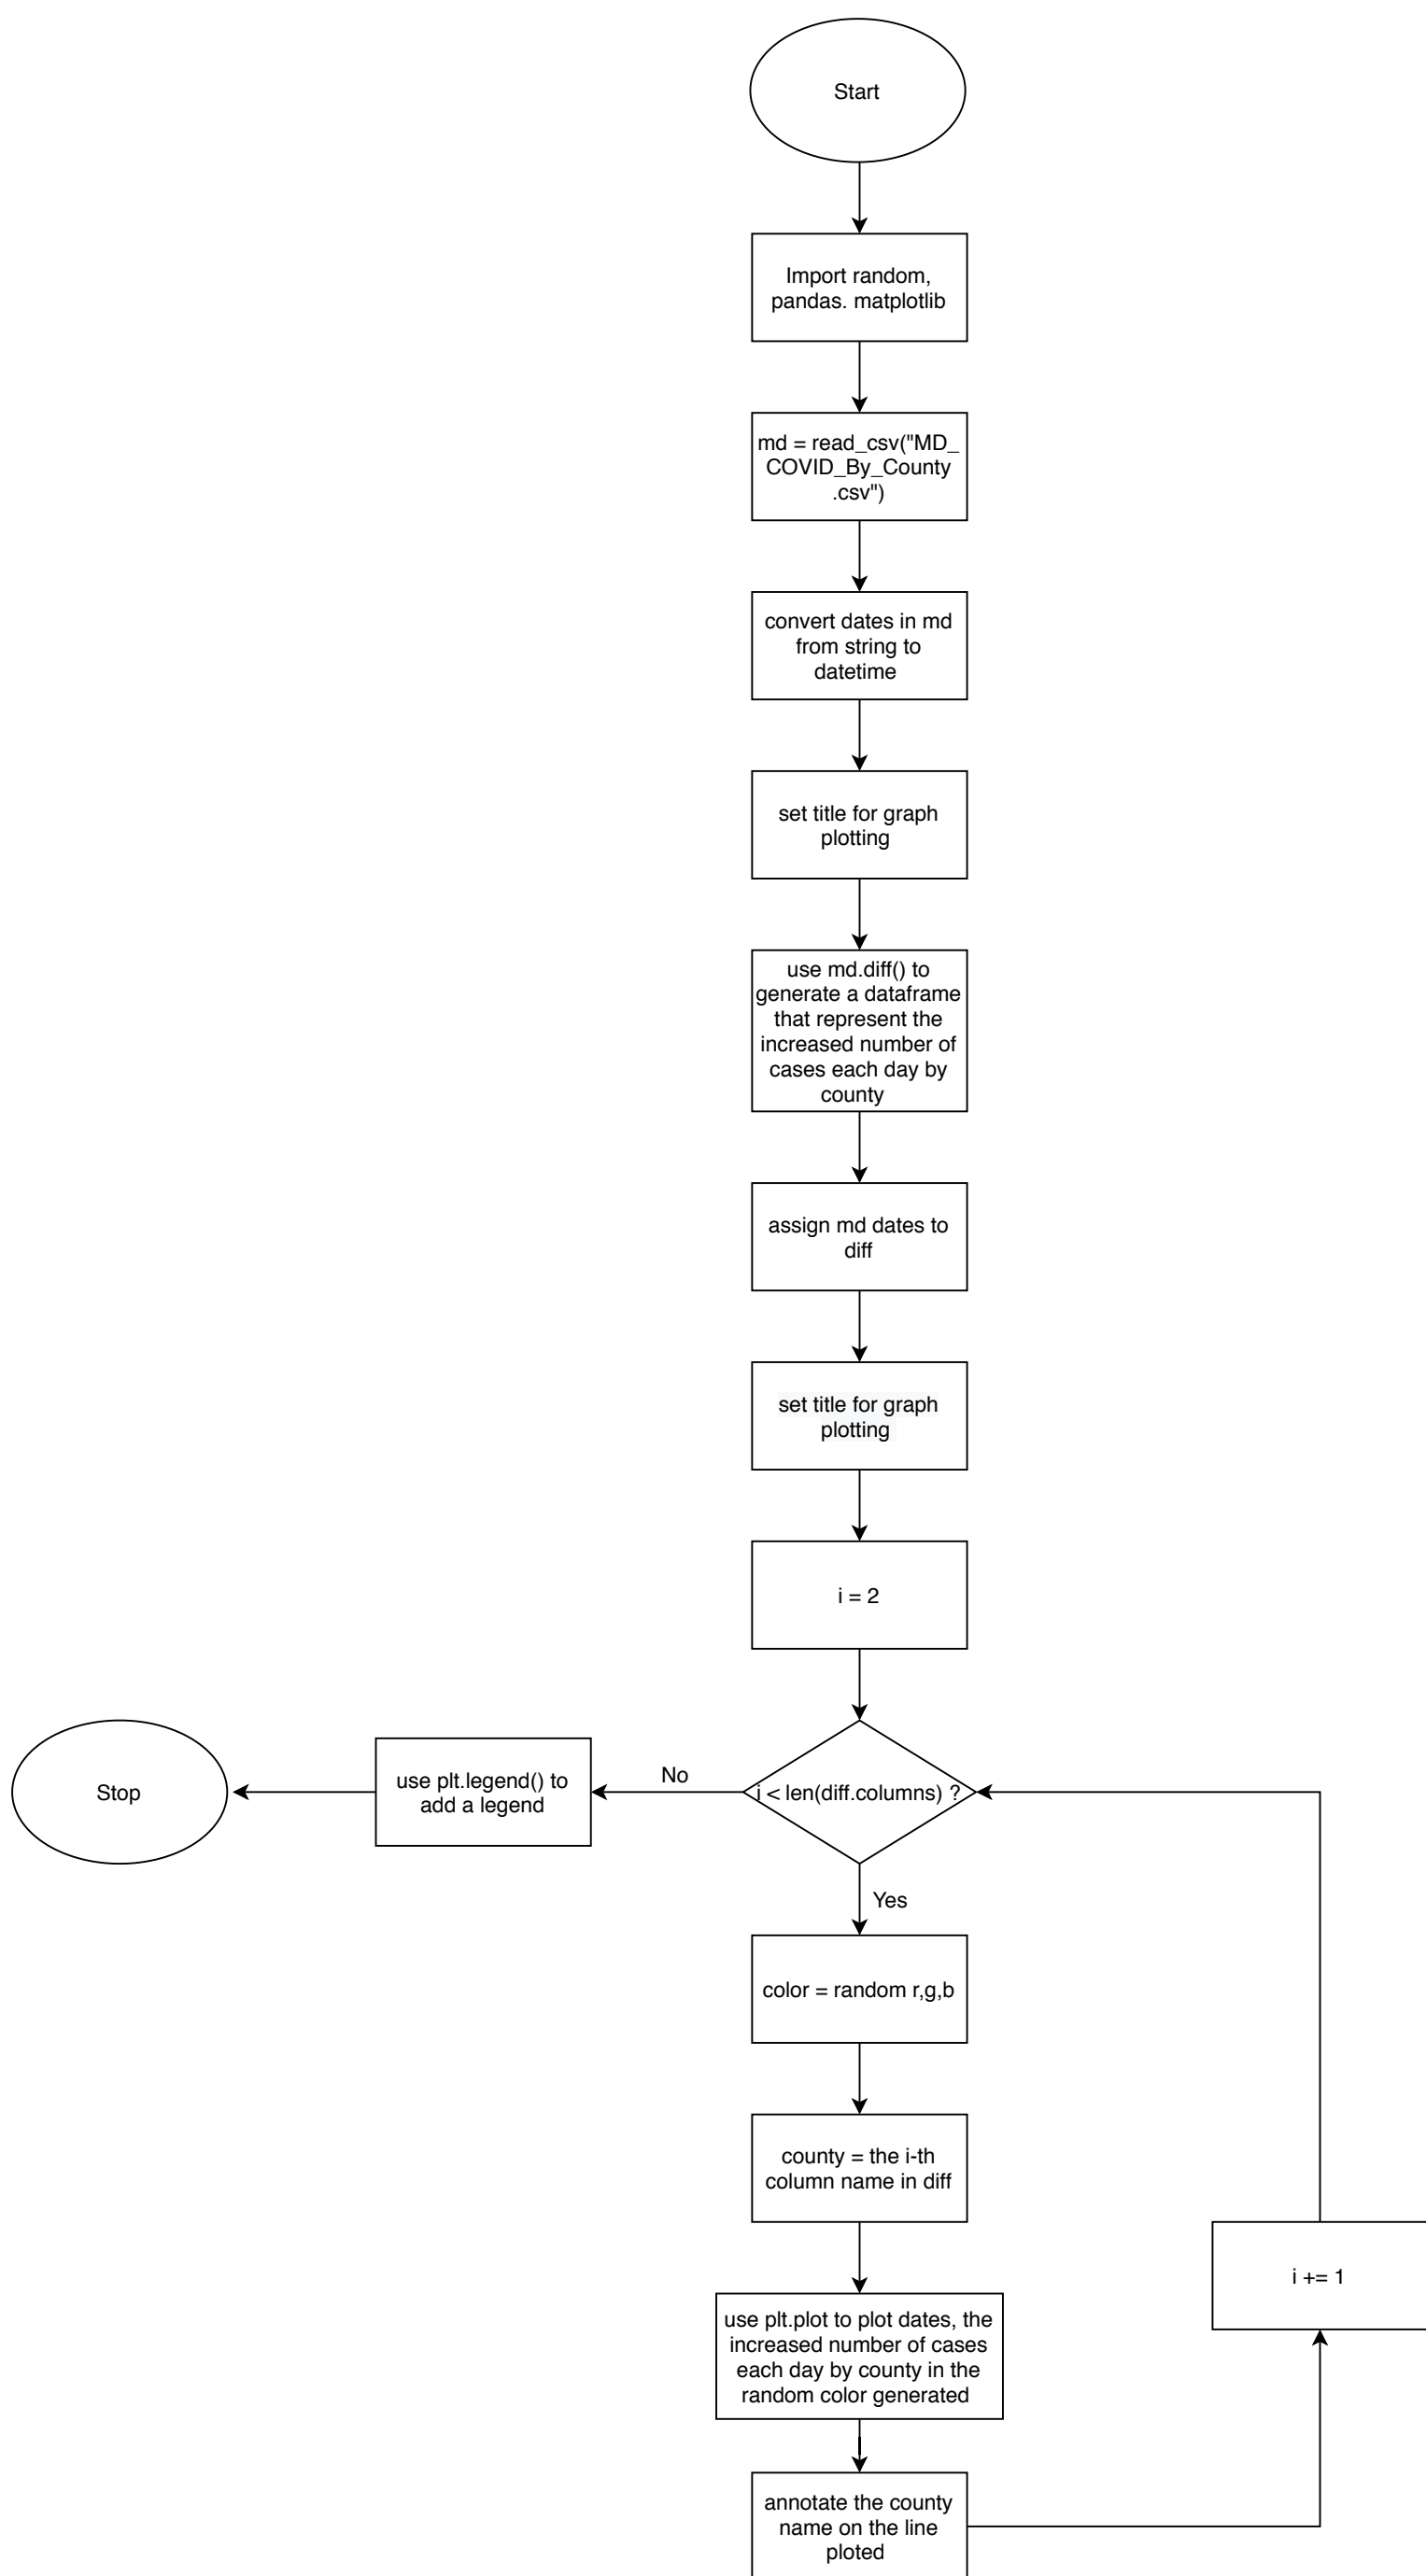 Start
Import random,
pandas. matplotlib
md = read_csv("MD_
COVID_By_County
.csv")
convert dates in md
from string to
datetime
set title for graph
plotting
use md.diff() to
generate a dataframe
that represent the
increased number of
cases each day by
county
assign md dates to
diff
set title for graph
plotting
i = 2
i < len(diff.columns) ?
No
use plt.legend() to
add a legend
Stop
Yes
color = random r,g,b
county = the i-th
column name in diff
use plt.plot to plot dates, the
increased number of cases
each day by county in the
random color generated
annotate the county
name on the line
ploted
i += 1